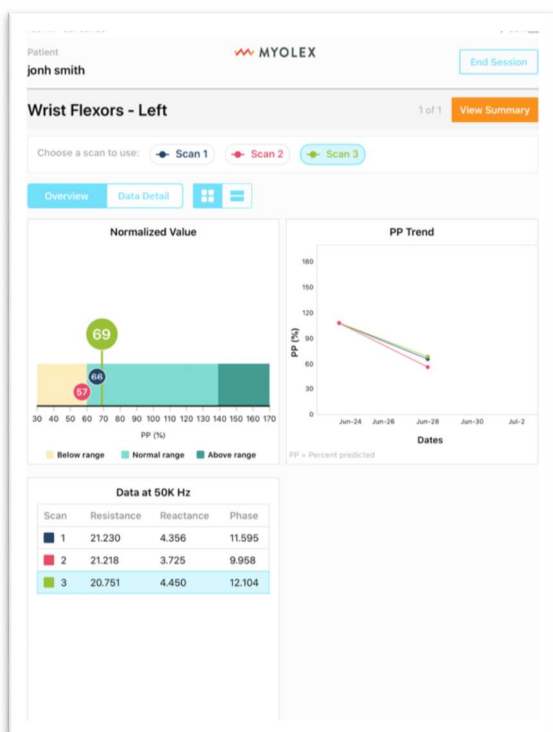 Patient
MYOLEX
jonh smith
End Session
Wrist Flexors - Left
1 of 1
View Summary
Choose a scan to use:
Scan 1
Scan 2
Scan 3
Overview
Data Detail
Normalized Value
69
66
57
30 40 50 60 70 80 90 100 110 120 130 140 150 160 170
PP (%)
Below range
Normal range
Above range
PP Trend
180
150
120
90
60
30
0
PP (%)
Jun-24 Jun-26 Jun-28 Jun-30 Jul-2
Dates
PP = Percent predicted
Data at 50K Hz
Scan Resistance Reactance Phase
1 21.230 4.356 11.595
2 21.218 3.725 9.958
3 20.751 4.450 12.104